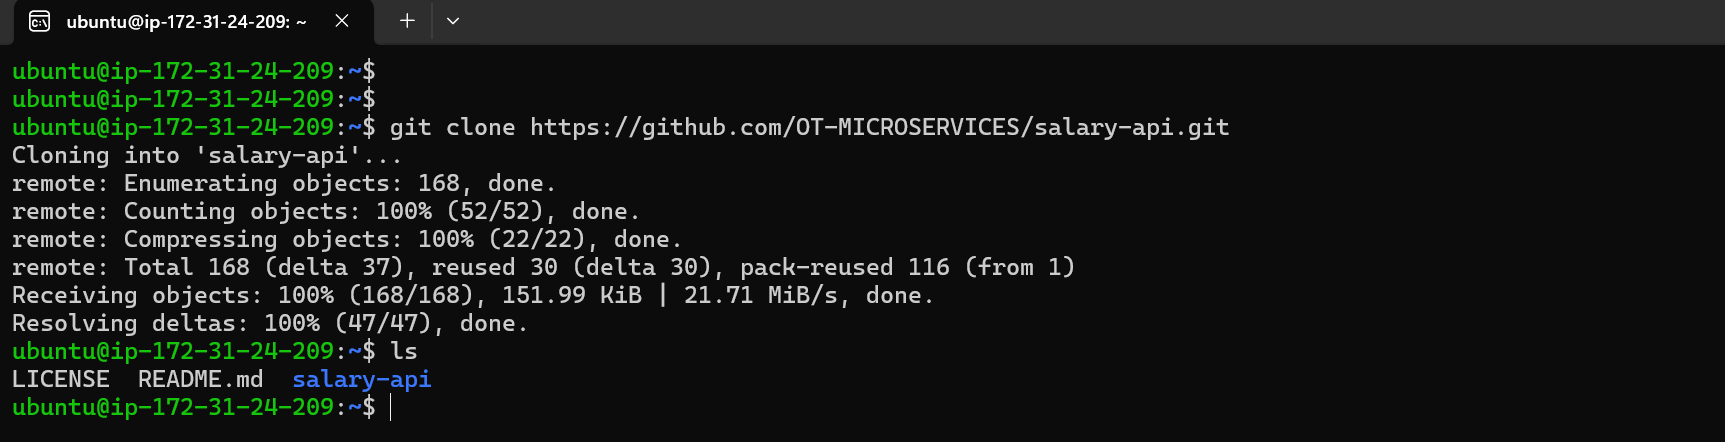 ubuntu@ip-172-31-24-209: ~
ubuntu@ip-172-31-24-209:~$
ubuntu@ip-172-31-24-209:~$
ubuntu@ip-172-31-24-209:~$ git clone https://github.com/OT-MICROSERVICES/salary-api.git
Cloning into 'salary-api'...
remote: Enumerating objects: 168, done.
remote: Counting objects: 100% (52/52), done.
remote: Compressing objects: 100% (22/22), done.
remote: Total 168 (delta 37), reused 30 (delta 30), pack-reused 116 (from 1)
Receiving objects: 100% (168/168), 151.99 KiB | 21.71 MiB/s, done.
Resolving deltas: 100% (47/47), done.
ubuntu@ip-172-31-24-209:~$ ls
LICENSE  README.md  salary-api
ubuntu@ip-172-31-24-209:~$